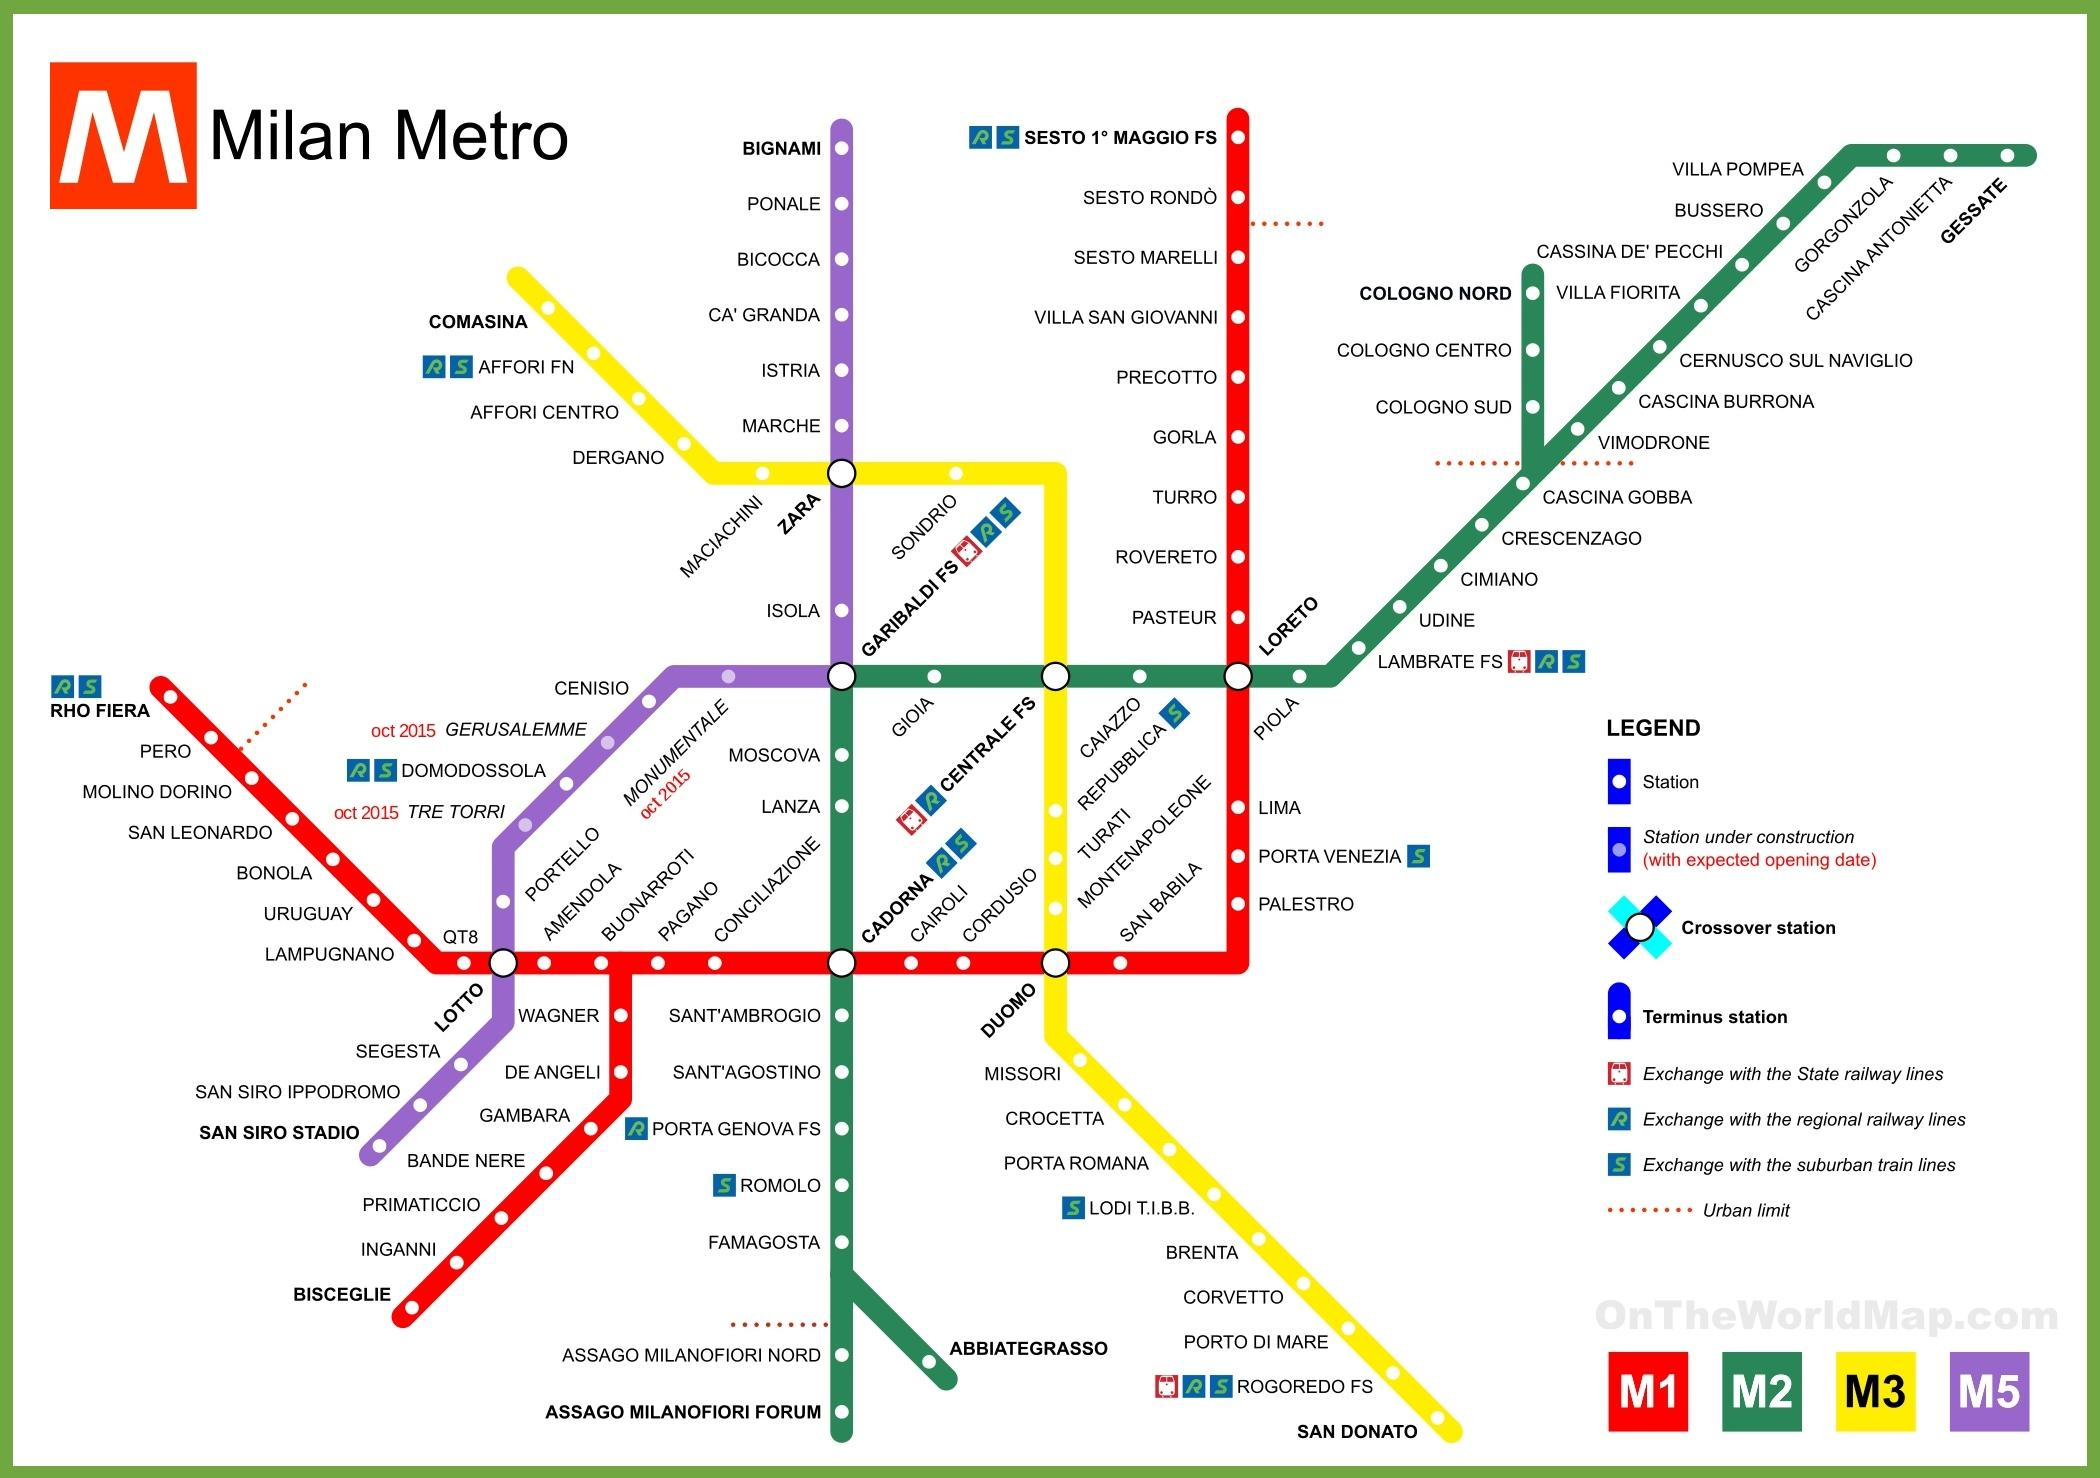 M Milan Metro
BIGNAMI
PONALE
BICOCCA
CA' GRANDA
ISTRIA
MARCHE
ZARA
ISOLA
GARIBALDI FS
CENISIO
MONUMENTALE
oct 2015
oct 2015 GERUSALEMME
DOMODOSSOLA
oct 2015 TRE TORRI
PORTELLO
LOTTO
SEGESTA
SAN SIRO IPPODROMO
SAN SIRO STADIO
COMASINA
AFFORI FN
AFFORI CENTRO
DERGANO
MACIACHINI
SONDRIO
CENTRALE FS
REPUBBLICA
TURATI
MONTENAPOLEONE
DUOMO
MISSORI
CROCETTA
PORTA ROMANA
LODI T.I.B.B.
BRENTA
CORVETTO
PORTO DI MARE
ROGOREDO FS
SAN DONATO
SESTO 1° MAGGIO FS
SESTO RONDÒ
SESTO MARELLI
VILLA SAN GIOVANNI
PRECOTTO
GORLA
TURRO
ROVERETO
PASTEUR
LORETO
LIMA
PORTA VENEZIA
PALESTRO
SAN BABILA
CORDUSIO
CAIROLI
CADORNA
CONCILIAZIONE
PAGANO
BUONARROTI
AMENDOLA
QT8
LAMPUGNANO
URUGUAY
BONOLA
SAN LEONARDO
MOLINO DORINO
PERO
RHO FIERA
WAGNER
DE ANGELI
GAMBARA
BANDE NERE
PRIMATICCIO
INGANNI
BISCEGLIE
GESSATE
CASCINA ANTONIETTA
GORGONZOLA
VILLA POMPEA
BUSSERO
CASSINA DE' PECCHI
VILLA FIORITA
CERNUSCO SUL NAVIGLIO
CASCINA BURRONA
VIMODRONE
COLOGNO NORD
COLOGNO CENTRO
COLOGNO SUD
CASCINA GOBBA
CRESCENZAGO
CIMIANO
UDINE
LAMBRATE FS
PIOLA
CAIAZZO
GIOIA
MOSCOVA
LANZA
SANT'AMBROGIO
SANT'AGOSTINO
PORTA GENOVA FS
ROMOLO
FAMAGOSTA
ABBIATEGRASSO
ASSAGO MILANOFIORI NORD
ASSAGO MILANOFIORI FORUM
LEGEND
Station
Station under construction
(with expected opening date)
Crossover station
Terminus station
Exchange with the State railway lines
R Exchange with the regional railway lines
S Exchange with the suburban train lines
Urban limit
OnTheWorldMap.com
M1 M2 M3 M5